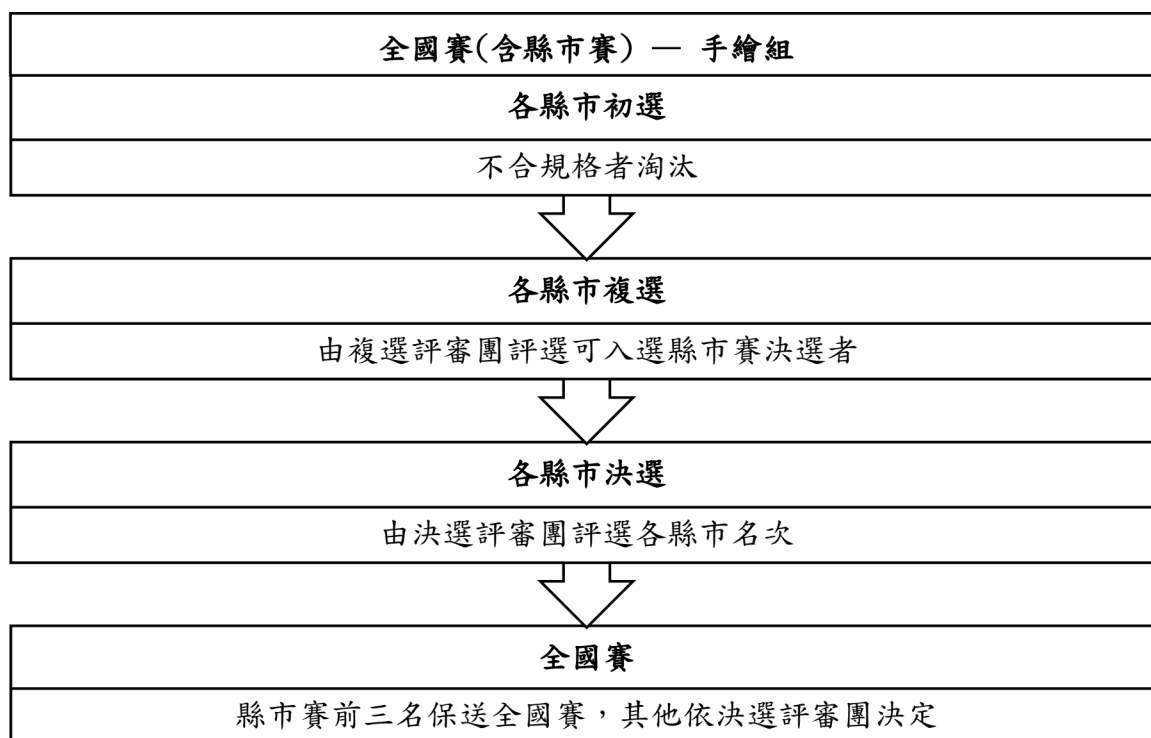 全國賽(含縣市賽) — 手繪組
各縣市初選
不合規格者淘汰
各縣市複選
由複選評審團評選可入選縣市賽決選者
各縣市決選
由決選評審團評選各縣市名次
全國賽
縣市賽前三名保送全國賽，其他依決選評審團決定